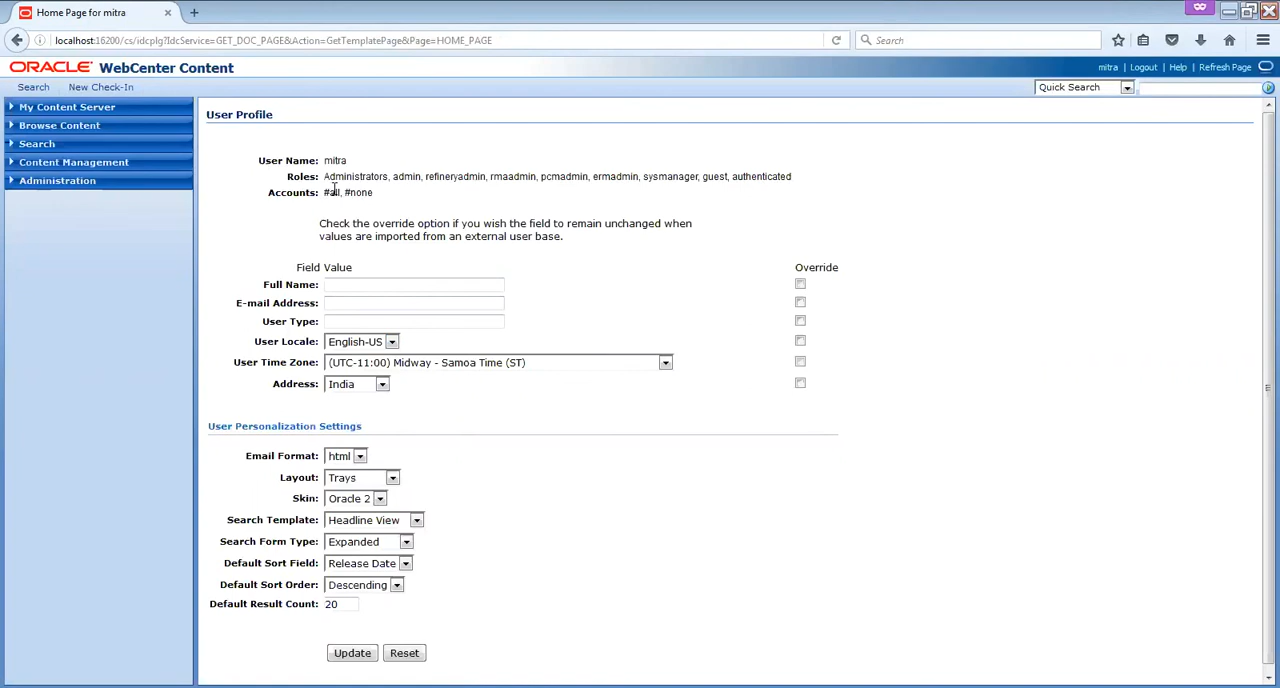 Home Page for mitra
localhost:16200/cs/idcplg?IdcService=GET_DOC_PAGE&Action=GetTemplatePage&Page=HOME_PAGE
Search
ORACLE WebCenter Content
mitra Logout Help Refresh Page
Search New Check-In
Quick Search
My Content Server
Browse Content
Search
Content Management
Administration
User Profile
User Name: mitra
Roles: Administrators, admin, refineryadmin, rmaadmin, pcmadmin, ermadmin, sysmanager, guest, authenticated
Accounts: #all, #none
Check the override option if you wish the field to remain unchanged when
values are imported from an external user base.
Field Value Override
Full Name:
E-mail Address:
User Type:
User Locale: English-US
User Time Zone: (UTC-11:00) Midway - Samoa Time (ST)
Address: India
User Personalization Settings
Email Format: html
Layout: Trays
Skin: Oracle 2
Search Template: Headline View
Search Form Type: Expanded
Default Sort Field: Release Date
Default Sort Order: Descending
Default Result Count: 20
Update Reset